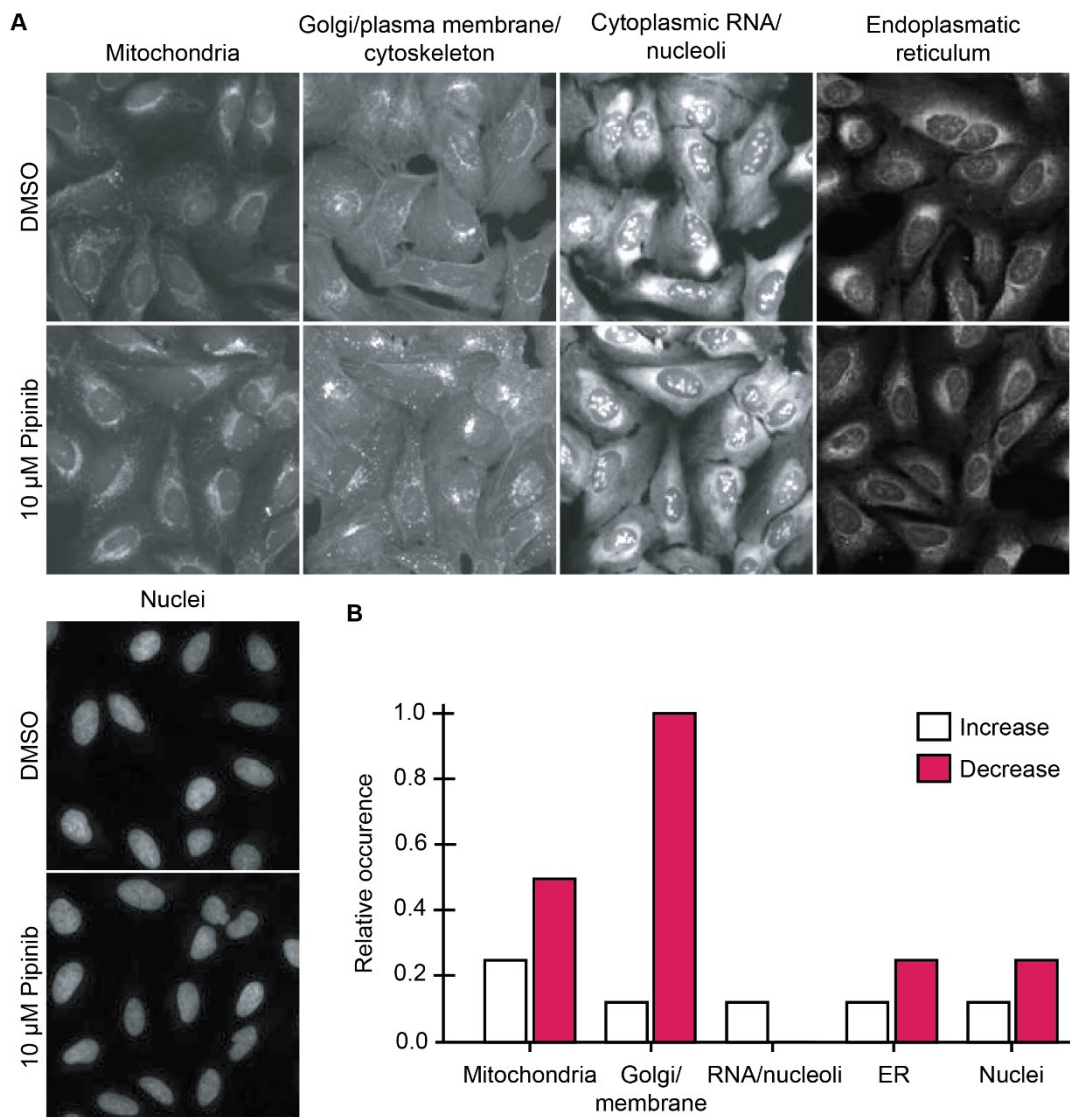 A
Mitochondria
Golgi/plasma membrane/
cytoskeleton
Cytoplasmic RNA/
nucleoli
Endoplasmatic
reticulum
DMSO
10 µM Pipinib
Nuclei
DMSO
10 µM Pipinib
B
Relative occurence
1.0
0.8
0.6
0.4
0.2
0.0
Increase
Decrease
Mitochondria
Golgi/
membrane
RNA/nucleoli
ER
Nuclei